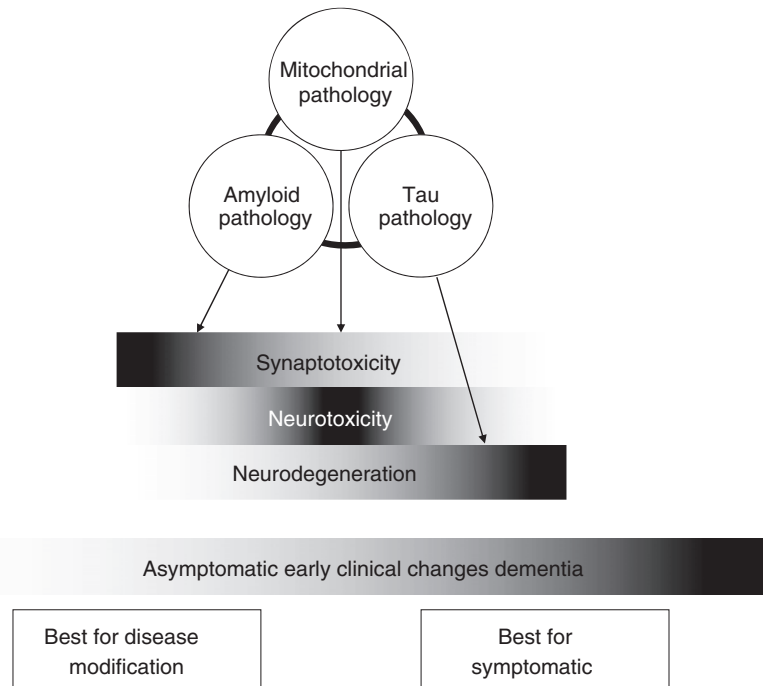 Mitochondrial
pathology
Amyloid
pathology
Tau
pathology
Synaptotoxicity
Neurotoxicity
Neurodegeneration
Asymptomatic early clinical changes dementia
Best for disease
modification
Best for
symptomatic